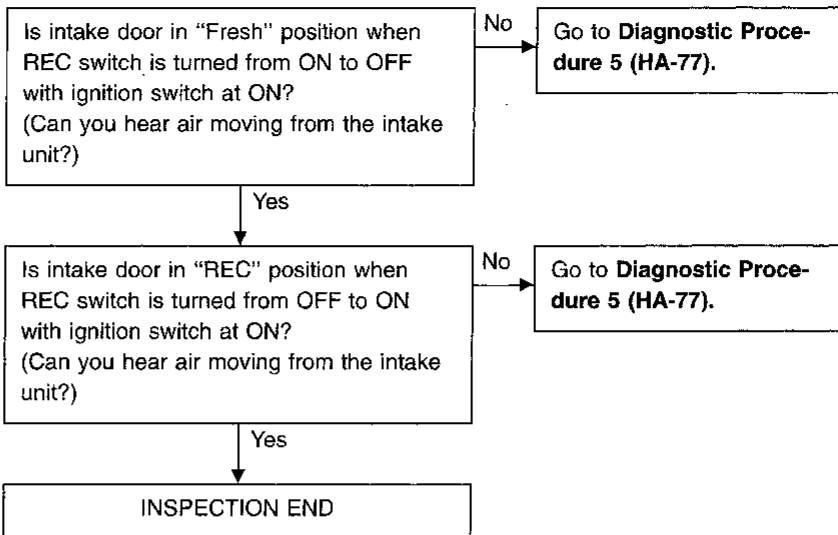 Is intake door in “Fresh” position when
REC switch is turned from ON to OFF
with ignition switch at ON?
(Can you hear air moving from the intake
unit?)
No
Go to Diagnostic Proce-
dure 5 (HA-77).
Yes
Is intake door in “REC” position when
REC switch is turned from OFF to ON
with ignition switch at ON?
(Can you hear air moving from the intake
unit?)
No
Go to Diagnostic Proce-
dure 5 (HA-77).
Yes
INSPECTION END